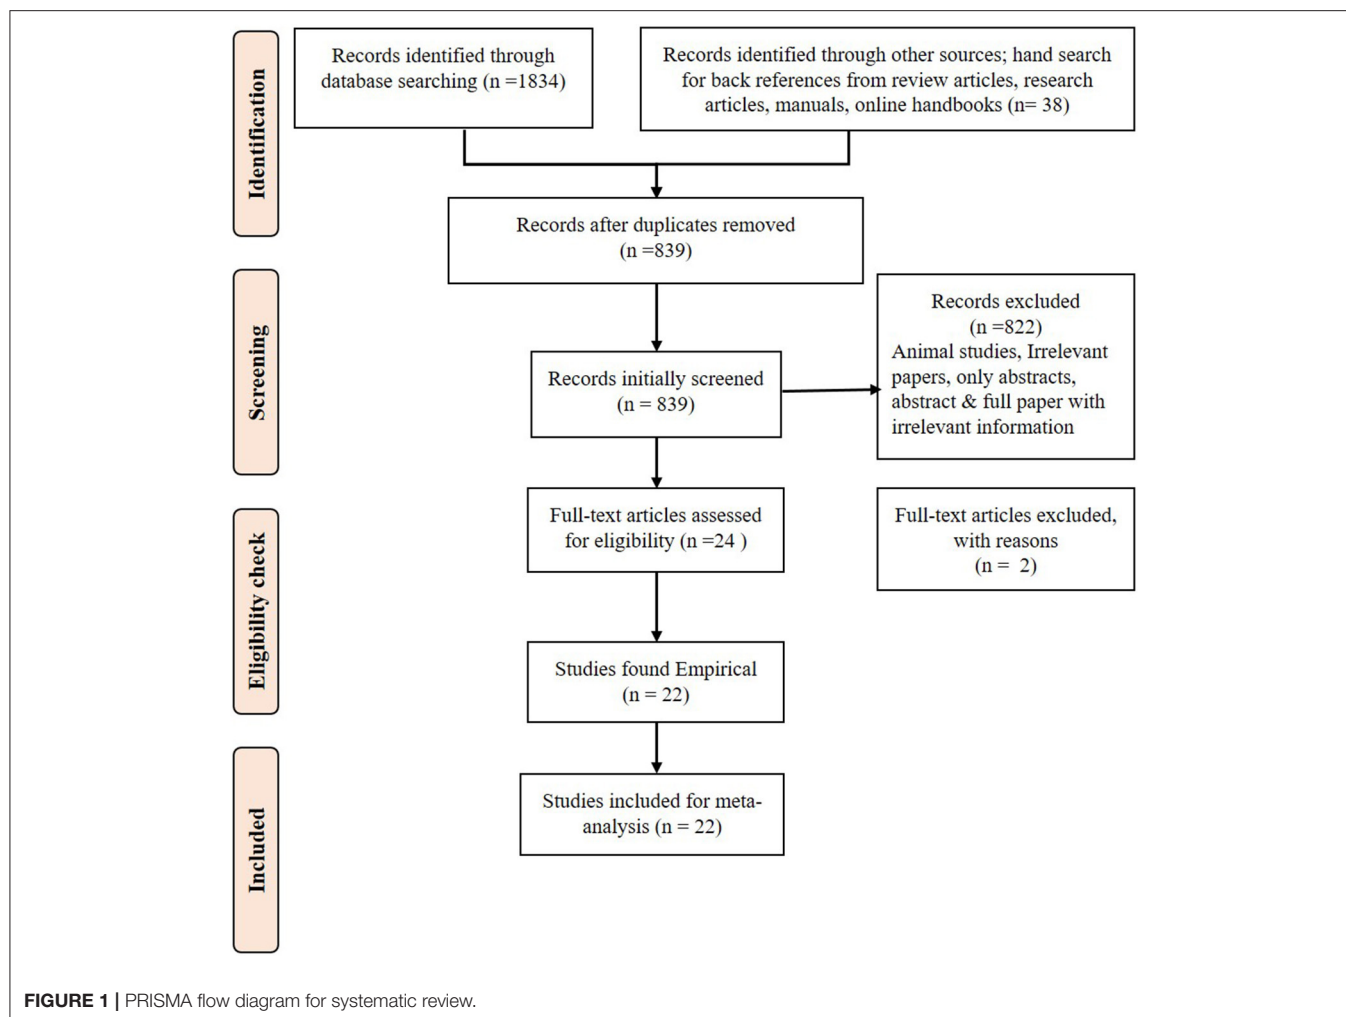 Identification
Records identified through
database searching (n =1834)
Records identified through other sources; hand search
for back references from review articles, research
articles, manuals, online handbooks (n= 38)
Records after duplicates removed
(n =839)
Screening
Records initially screened
(n = 839)
Records excluded
(n =822)
Animal studies, Irrelevant
papers, only abstracts,
abstract & full paper with
irrelevant information
Eligibility check
Full-text articles assessed
for eligibility (n =24 )
Full-text articles excluded,
with reasons
(n = 2)
Studies found Empirical
(n = 22)
Included
Studies included for meta-
analysis (n = 22)
FIGURE 1 | PRISMA flow diagram for systematic review.